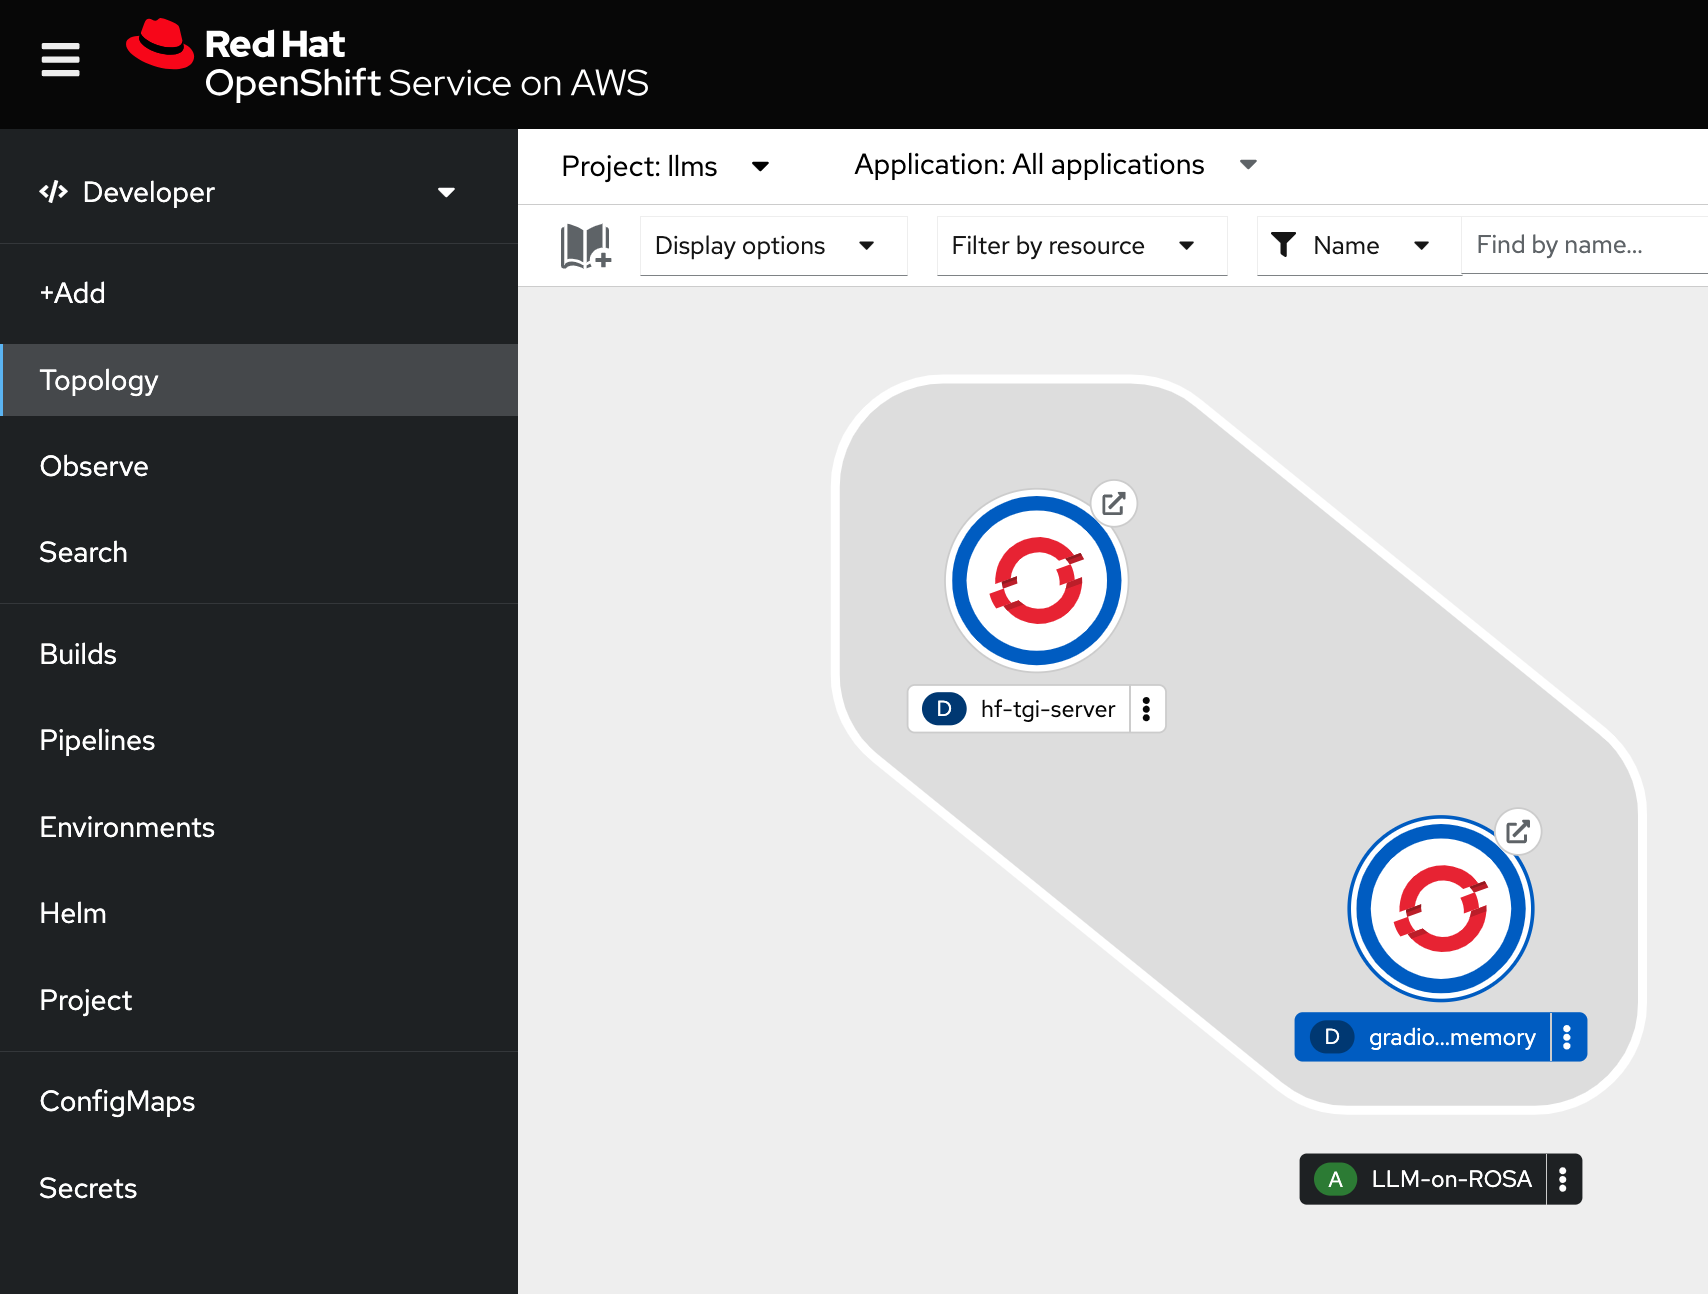 Red Hat
OpenShift Service on AWS
Developer
+Add
Topology
Observe
Search
Builds
Pipelines
Environments
Helm
Project
ConfigMaps
Secrets
Project: llms
Application: All applications
Display options
Filter by resource
Name
Find by name...
D hf-tgi-server
D gradio...memory
A LLM-on-ROSA